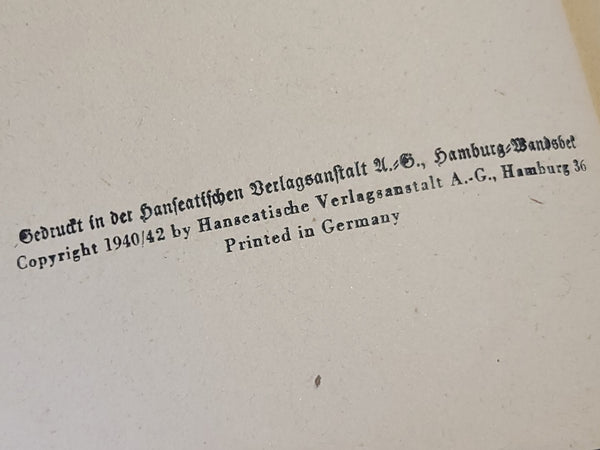 Gedruckt in der Hanseatischen Verlagsanstalt A.-G., Hamburg-Wandsbek
Copyright 1940/42 by Hanseatische Verlagsanstalt A.-G., Hamburg 36
Printed in Germany